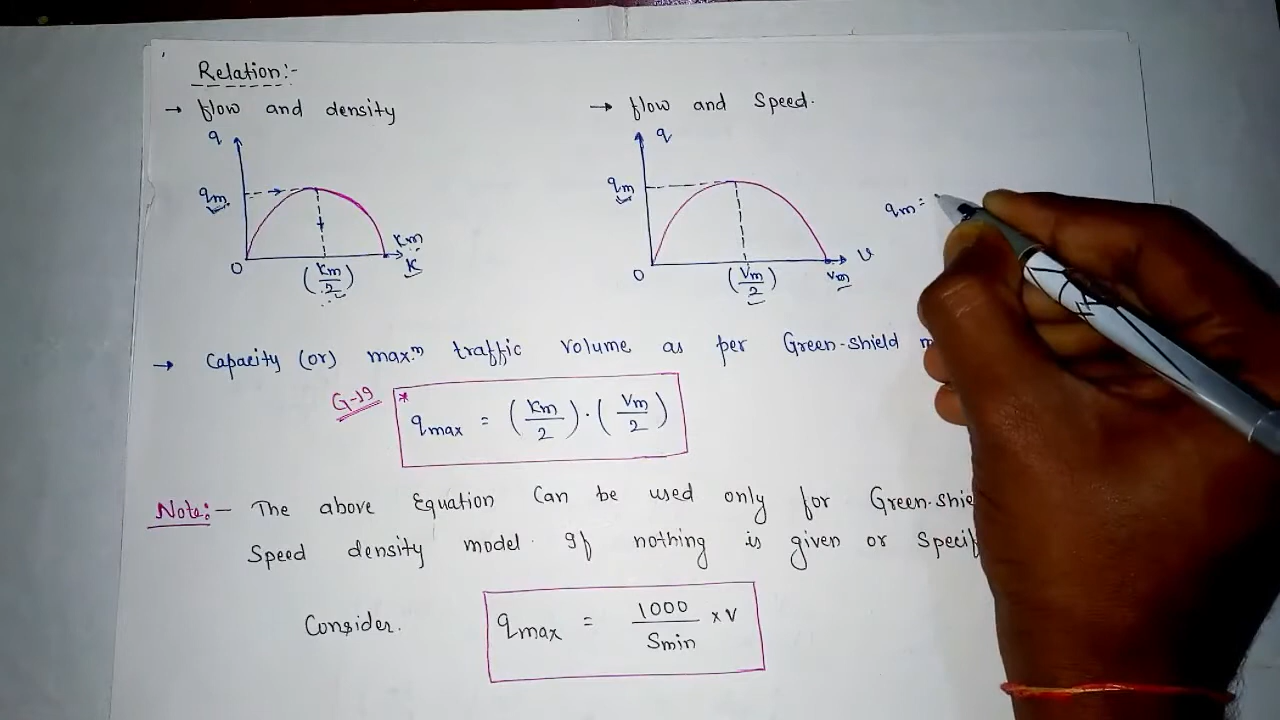 Relation:-
→ flow and density
q
qm
0
(Km/2)
Km
K
→ flow and Speed.
q
qm
0
(Vm/2)
Vm
v
qm =
→ Capacity (or) maxm traffic volume as per Green-shield
G-19
* qmax = (Km/2) . (Vm/2)
Note:- The above Equation Can be used only for Green-shie
Speed density model. If nothing is given or Specif
Consider.
qmax = 1000/Smin x v